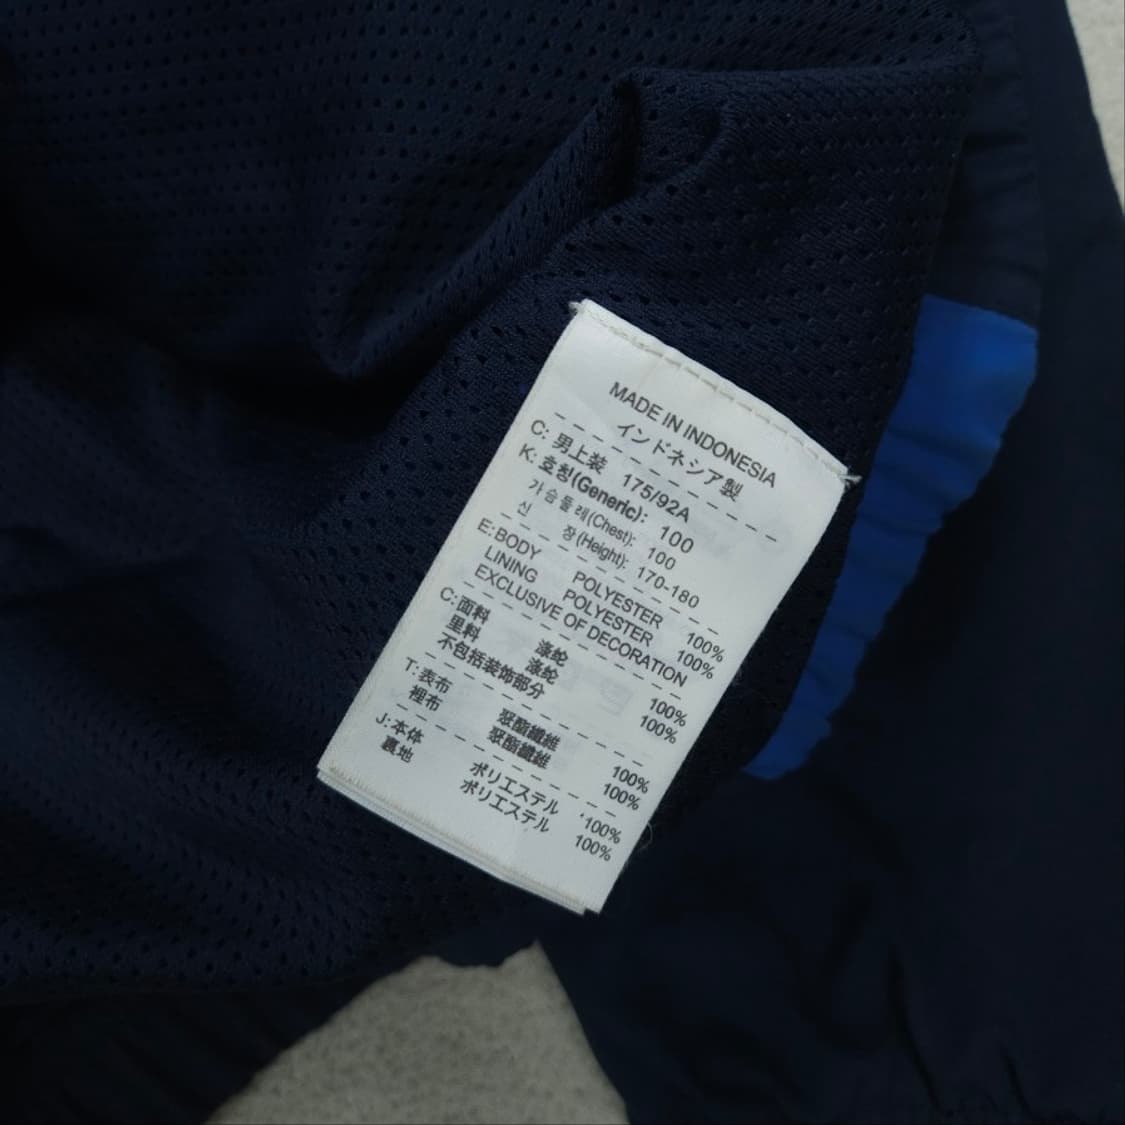 MADE IN INDONESIA
インドネシア製
C: 男上装 175/92A
K: 호칭(Generic): 100
가슴둘레(Chest): 100
신 장(Height): 170-180
E: BODY POLYESTER 100%
LINING POLYESTER 100%
EXCLUSIVE OF DECORATION
C: 面料 涤纶 100%
里料 涤纶 100%
不包括装饰部分
T: 表布 聚酯纖維 100%
裡布 聚酯纖維 100%
J: 本体 ポリエステル 100%
裏地 ポリエステル 100%